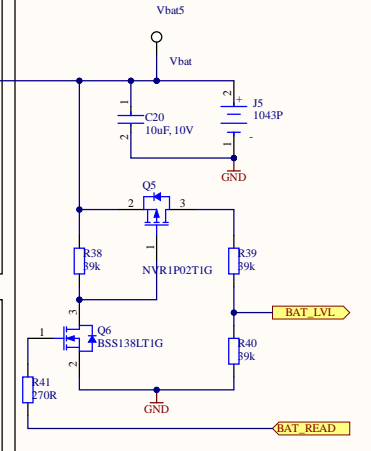 Vbat5
Vbat
1
C20
10uF, 10V
2
2
+
J5
1043P
-
1
GND
Q5
2
3
1
NVR1P02T1G
R38
39k
R39
39k
BAT_LVL
3
Q6
BSS138LT1G
1
2
R40
39k
R41
270R
GND
BAT_READ